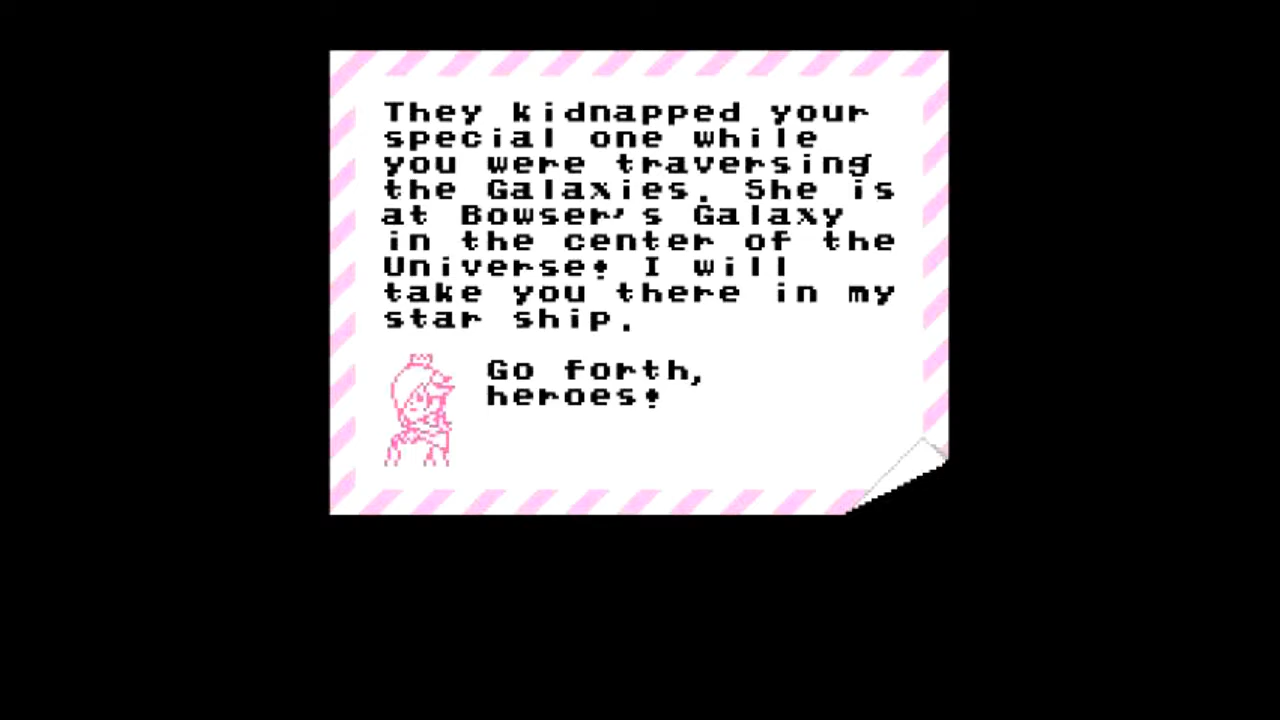 They kidnapped your
special one while
you were traversing
the Galaxies. She is
at Bowser's Galaxy
in the center of the
Universe! I will
take you there in my
star ship.
Go forth,
heroes!